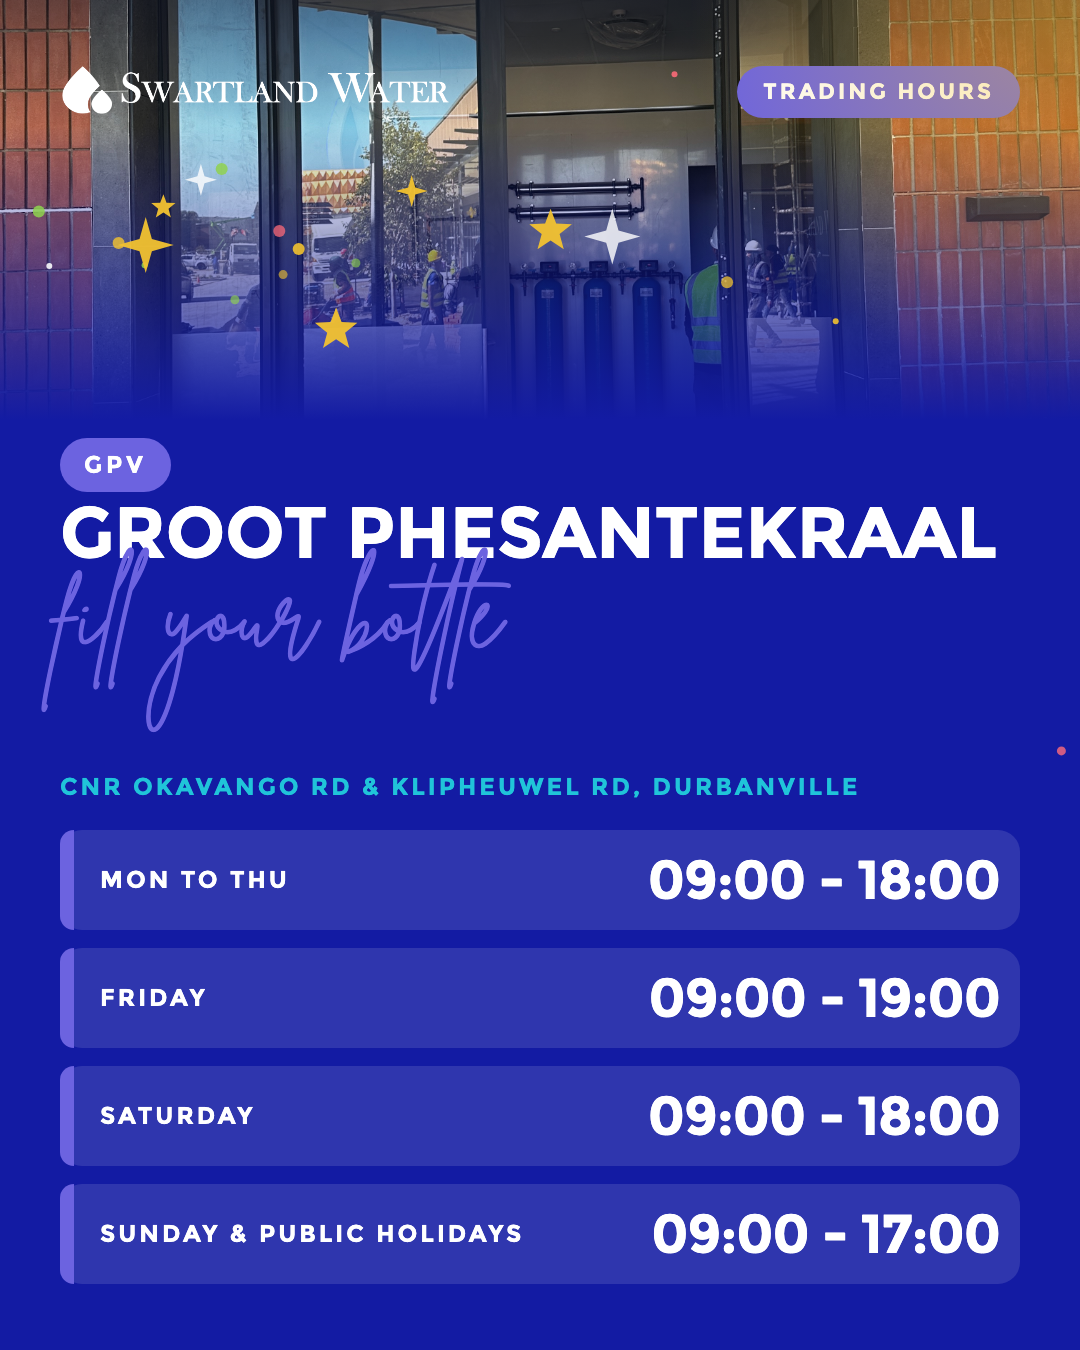 Swartland Water
TRADING HOURS
GPV
GROOT PHESANTEKRAAL
fill your bottle
CNR OKAVANGO RD & KLIPHEUWEL RD, DURBANVILLE
MON TO THU 09:00 - 18:00
FRIDAY 09:00 - 19:00
SATURDAY 09:00 - 18:00
SUNDAY & PUBLIC HOLIDAYS 09:00 - 17:00